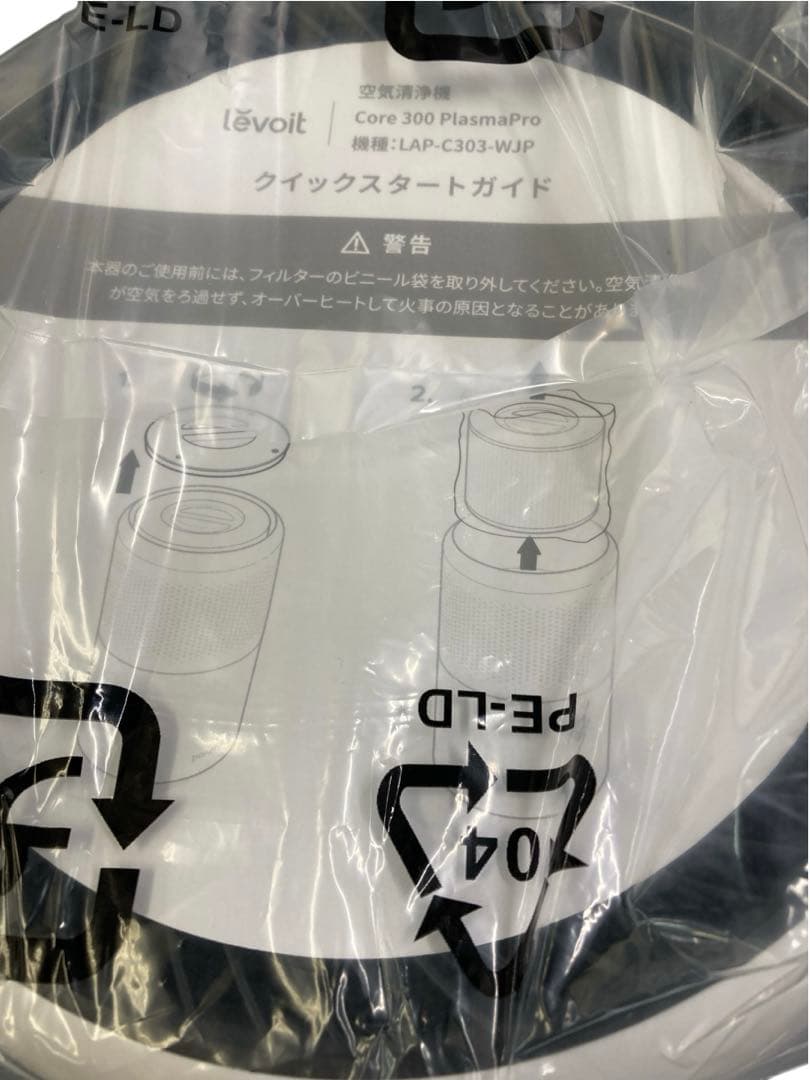 E-LD
levoit
空気清浄機
Core 300 PlasmaPro
機種：LAP-C303-WJP
クイックスタートガイド
警告
本器のご使用前には、フィルターのビニール袋を取り外してください。空気清浄
が空気をろ過せず、オーバーヒートして火事の原因となることがありま
2.
PE-LD
04